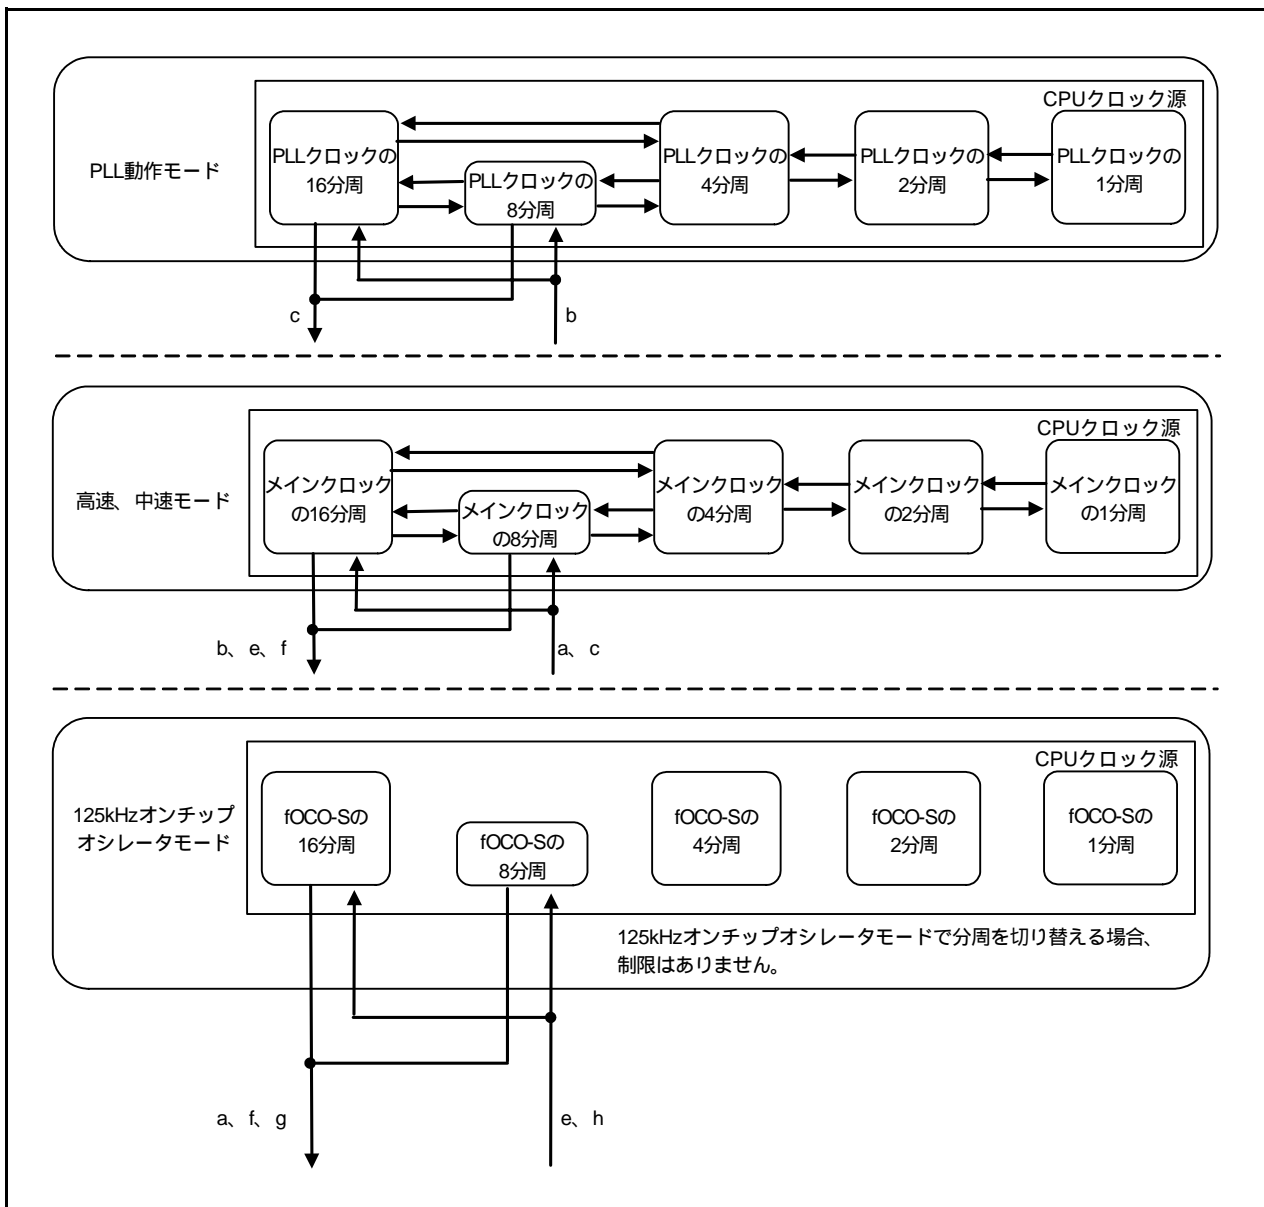 CPUクロック源
PLL動作モード
PLLクロックの
16分周
PLLクロックの
8分周
PLLクロックの
4分周
PLLクロックの
2分周
PLLクロックの
1分周
c
b
CPUクロック源
高速、中速モード
メインクロック
の16分周
メインクロック
の8分周
メインクロック
の4分周
メインクロック
の2分周
メインクロック
の1分周
b、e、f
a、c
CPUクロック源
125kHzオンチップ
オシレータモード
fOCO-Sの
16分周
fOCO-Sの
8分周
fOCO-Sの
4分周
fOCO-Sの
2分周
fOCO-Sの
1分周
125kHzオンチップオシレータモードで分周を切り替える場合、
制限はありません。
a、f、g
e、h